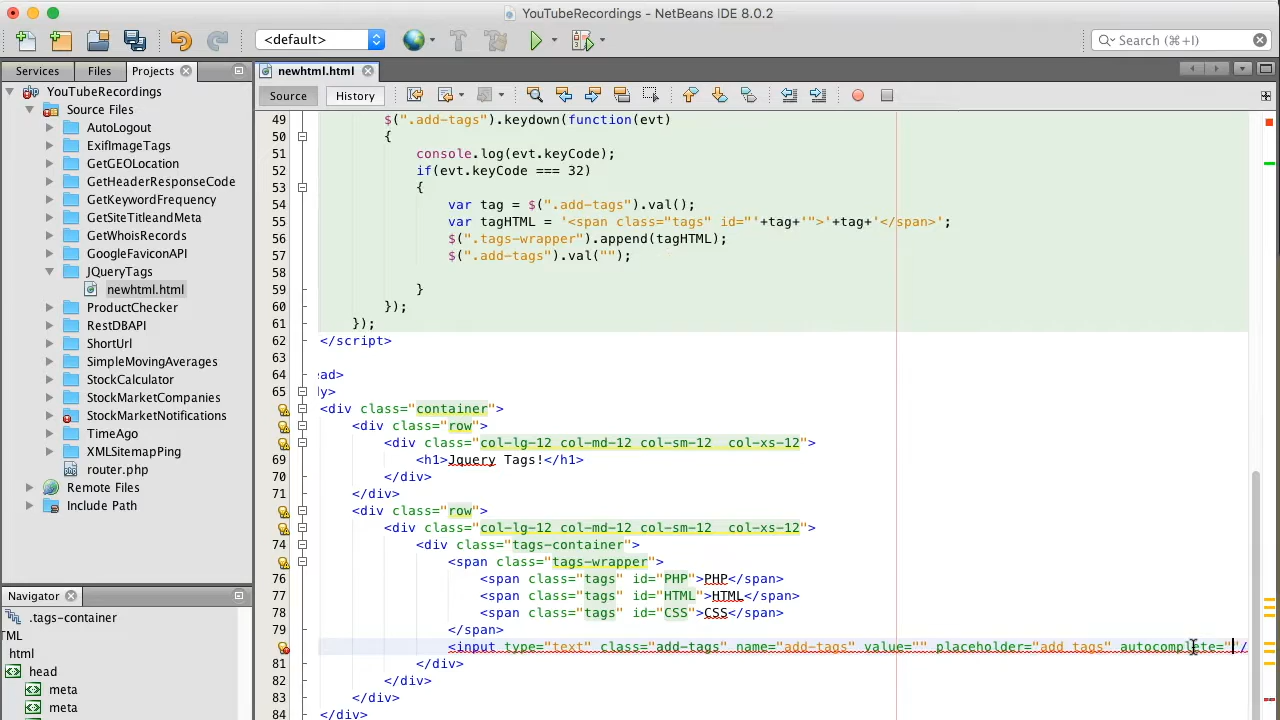 YouTubeRecordings - NetBeans IDE 8.0.2
<default>
Search (⌘+I)
Services Files Projects
newhtml.html
Source History
YouTubeRecordings
Source Files
AutoLogout
ExifImageTags
GetGEOLocation
GetHeaderResponseCode
GetKeywordFrequency
GetSiteTitleandMeta
GetWhoisRecords
GoogleFaviconAPI
JQueryTags
newhtml.html
ProductChecker
RestDBAPI
ShortUrl
SimpleMovingAverages
StockCalculator
StockMarketCompanies
StockMarketNotifications
TimeAgo
XMLSitemapPing
router.php
Remote Files
Include Path
Navigator
.tags-container
TML
html
head
meta
meta
49 $(".add-tags").keydown(function(evt)
50 {
51 console.log(evt.keyCode);
52 if(evt.keyCode === 32)
53 {
54 var tag = $(".add-tags").val();
55 var tagHTML = '<span class="tags" id="'+tag+'">'+tag+'</span>';
56 $(".tags-wrapper").append(tagHTML);
57 $(".add-tags").val("");
58
59 }
60 });
61 });
62 </script>
63
64 ead>
65 dy>
<div class="container">
<div class="row">
<div class="col-lg-12 col-md-12 col-sm-12  col-xs-12">
69 <h1>Jquery Tags!</h1>
70 </div>
71 </div>
<div class="row">
<div class="col-lg-12 col-md-12 col-sm-12  col-xs-12">
74 <div class="tags-container">
<span class="tags-wrapper">
76 <span class="tags" id="PHP">PHP</span>
77 <span class="tags" id="HTML">HTML</span>
78 <span class="tags" id="CSS">CSS</span>
79 </span>
<input type="text" class="add-tags" name="add-tags" value="" placeholder="add tags" autocomplete=""/
81 </div>
82 </div>
83 </div>
84 </div>